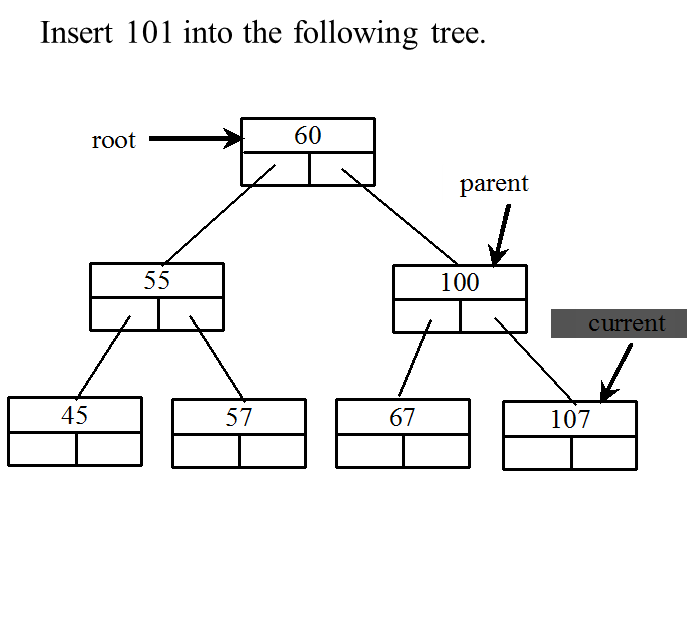 Insert 101 into the following tree.
60
root
parent
55
100
current
45
57
67
107